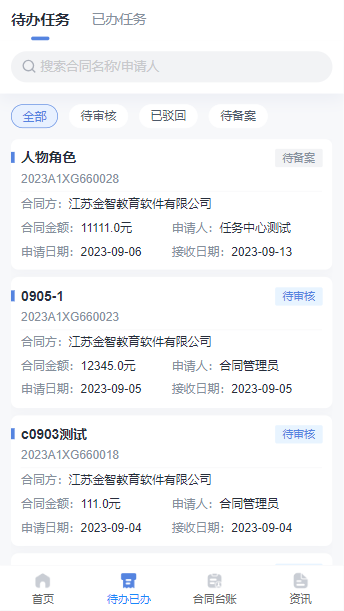 待办任务 已办任务
搜索合同名称/申请人
全部 待审核 已驳回 待备案
人物角色 待备案
2023A1XG660028
合同方：江苏金智教育软件有限公司
合同金额：11111.0元 申请人：任务中心测试
申请日期：2023-09-06 接收日期：2023-09-13
0905-1 待审核
2023A1XG660023
合同方：江苏金智教育软件有限公司
合同金额：12345.0元 申请人：合同管理员
申请日期：2023-09-05 接收日期：2023-09-05
c0903测试 待审核
2023A1XG660018
合同方：江苏金智教育软件有限公司
合同金额：111.0元 申请人：合同管理员
申请日期：2023-09-04 接收日期：2023-09-04
首页 待办已办 合同台账 资讯